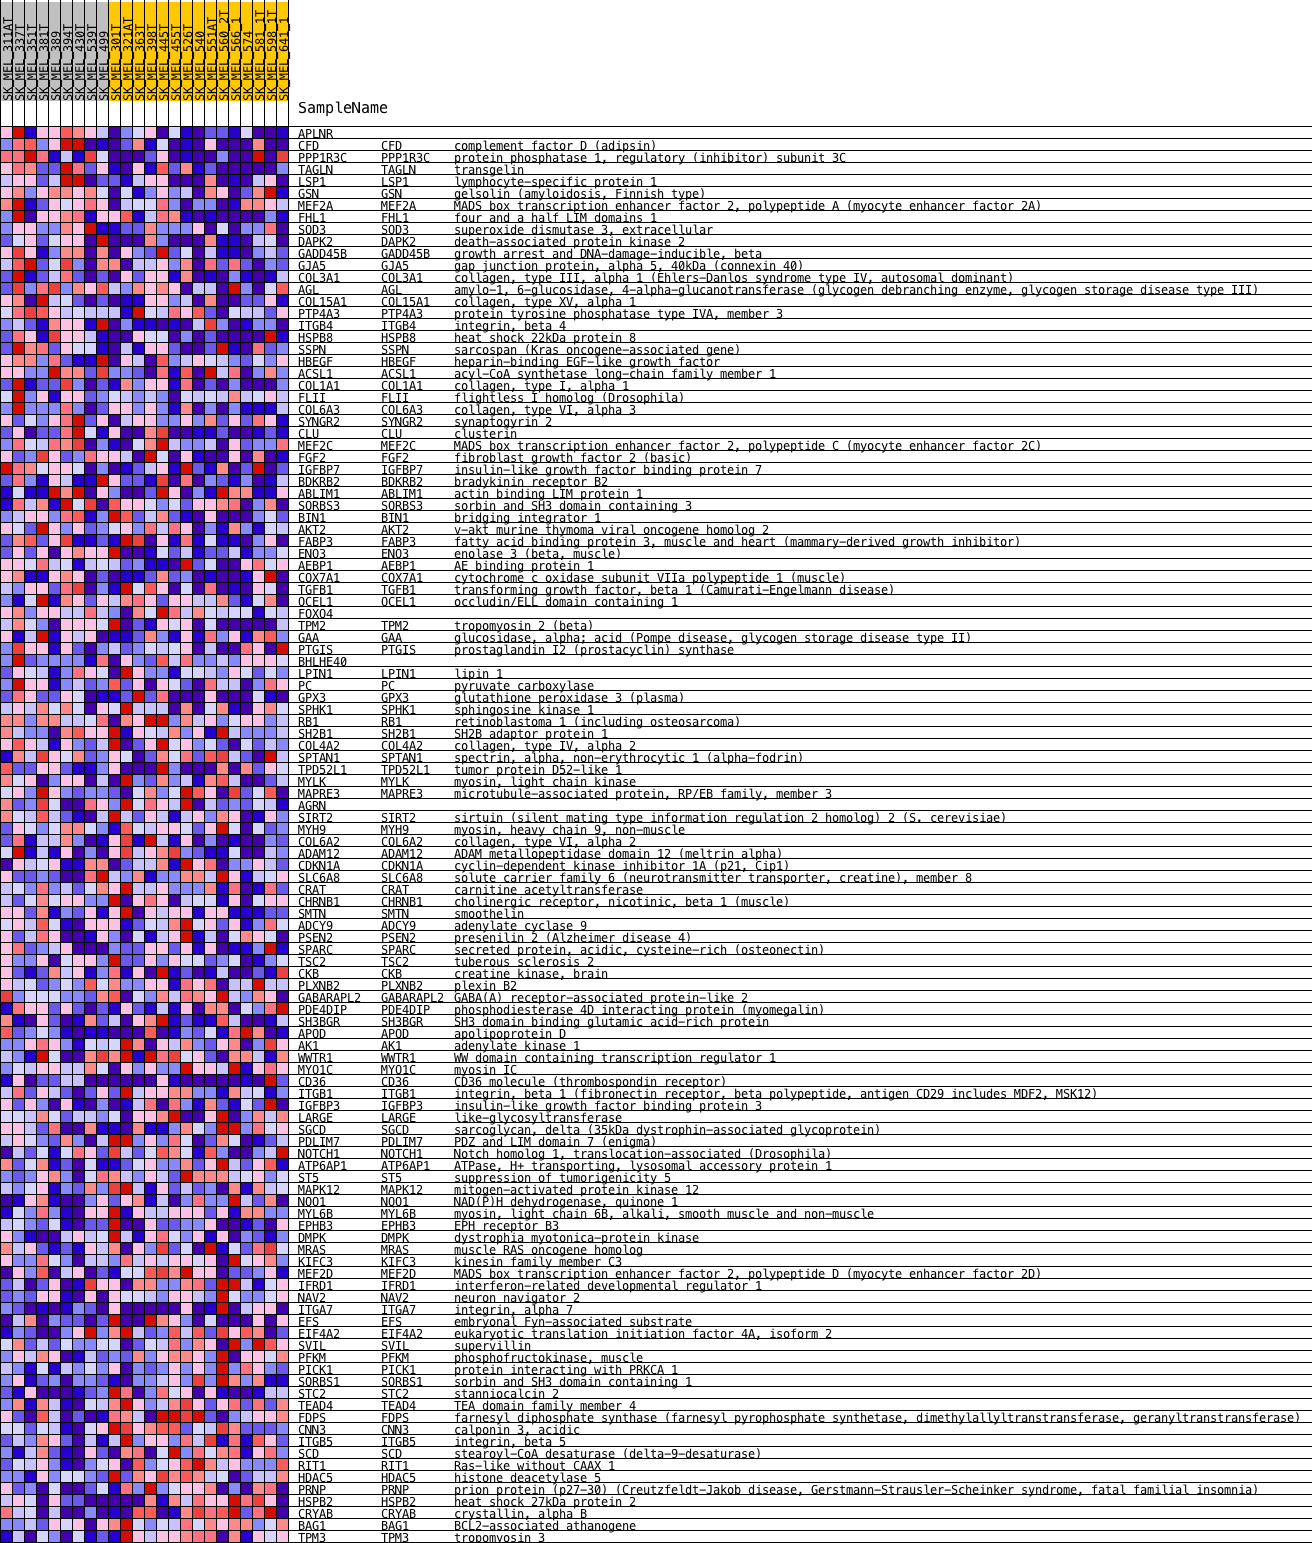 SK_MEL_311AT
SK_MEL_337T
SK_MEL_351T
SK_MEL_381T
SK_MEL_389
SK_MEL_394T
SK_MEL_430T
SK_MEL_539T
SK_MEL_499
SK_MEL_301T
SK_MEL_321AT
SK_MEL_363T
SK_MEL_398T
SK_MEL_445T
SK_MEL_455T
SK_MEL_526T
SK_MEL_540
SK_MEL_551AT
SK_MEL_560_2T
SK_MEL_566_1
SK_MEL_574
SK_MEL_581_1T
SK_MEL_598_1T
SK_MEL_641_1
SampleName
APLNR
CFD CFD complement factor D (adipsin)
PPP1R3C PPP1R3C protein phosphatase 1, regulatory (inhibitor) subunit 3C
TAGLN TAGLN transgelin
LSP1 LSP1 lymphocyte-specific protein 1
GSN GSN gelsolin (amyloidosis, Finnish type)
MEF2A MEF2A MADS box transcription enhancer factor 2, polypeptide A (myocyte enhancer factor 2A)
FHL1 FHL1 four and a half LIM domains 1
SOD3 SOD3 superoxide dismutase 3, extracellular
DAPK2 DAPK2 death-associated protein kinase 2
GADD45B GADD45B growth arrest and DNA-damage-inducible, beta
GJA5 GJA5 gap junction protein, alpha 5, 40kDa (connexin 40)
COL3A1 COL3A1 collagen, type III, alpha 1 (Ehlers-Danlos syndrome type IV, autosomal dominant)
AGL AGL amylo-1, 6-glucosidase, 4-alpha-glucanotransferase (glycogen debranching enzyme, glycogen storage disease type III)
COL15A1 COL15A1 collagen, type XV, alpha 1
PTP4A3 PTP4A3 protein tyrosine phosphatase type IVA, member 3
ITGB4 ITGB4 integrin, beta 4
HSPB8 HSPB8 heat shock 22kDa protein 8
SSPN SSPN sarcospan (Kras oncogene-associated gene)
HBEGF HBEGF heparin-binding EGF-like growth factor
ACSL1 ACSL1 acyl-CoA synthetase long-chain family member 1
COL1A1 COL1A1 collagen, type I, alpha 1
FLII FLII flightless I homolog (Drosophila)
COL6A3 COL6A3 collagen, type VI, alpha 3
SYNGR2 SYNGR2 synaptogyrin 2
CLU CLU clusterin
MEF2C MEF2C MADS box transcription enhancer factor 2, polypeptide C (myocyte enhancer factor 2C)
FGF2 FGF2 fibroblast growth factor 2 (basic)
IGFBP7 IGFBP7 insulin-like growth factor binding protein 7
BDKRB2 BDKRB2 bradykinin receptor B2
ABLIM1 ABLIM1 actin binding LIM protein 1
SORBS3 SORBS3 sorbin and SH3 domain containing 3
BIN1 BIN1 bridging integrator 1
AKT2 AKT2 v-akt murine thymoma viral oncogene homolog 2
FABP3 FABP3 fatty acid binding protein 3, muscle and heart (mammary-derived growth inhibitor)
ENO3 ENO3 enolase 3 (beta, muscle)
AEBP1 AEBP1 AE binding protein 1
COX7A1 COX7A1 cytochrome c oxidase subunit VIIa polypeptide 1 (muscle)
TGFB1 TGFB1 transforming growth factor, beta 1 (Camurati-Engelmann disease)
OCEL1 OCEL1 occludin/ELL domain containing 1
FOXO4
TPM2 TPM2 tropomyosin 2 (beta)
GAA GAA glucosidase, alpha; acid (Pompe disease, glycogen storage disease type II)
PTGIS PTGIS prostaglandin I2 (prostacyclin) synthase
BHLHE40
LPIN1 LPIN1 lipin 1
PC PC pyruvate carboxylase
GPX3 GPX3 glutathione peroxidase 3 (plasma)
SPHK1 SPHK1 sphingosine kinase 1
RB1 RB1 retinoblastoma 1 (including osteosarcoma)
SH2B1 SH2B1 SH2B adaptor protein 1
COL4A2 COL4A2 collagen, type IV, alpha 2
SPTAN1 SPTAN1 spectrin, alpha, non-erythrocytic 1 (alpha-fodrin)
TPD52L1 TPD52L1 tumor protein D52-like 1
MYLK MYLK myosin, light chain kinase
MAPRE3 MAPRE3 microtubule-associated protein, RP/EB family, member 3
AGRN
SIRT2 SIRT2 sirtuin (silent mating type information regulation 2 homolog) 2 (S. cerevisiae)
MYH9 MYH9 myosin, heavy chain 9, non-muscle
COL6A2 COL6A2 collagen, type VI, alpha 2
ADAM12 ADAM12 ADAM metallopeptidase domain 12 (meltrin alpha)
CDKN1A CDKN1A cyclin-dependent kinase inhibitor 1A (p21, Cip1)
SLC6A8 SLC6A8 solute carrier family 6 (neurotransmitter transporter, creatine), member 8
CRAT CRAT carnitine acetyltransferase
CHRNB1 CHRNB1 cholinergic receptor, nicotinic, beta 1 (muscle)
SMTN SMTN smoothelin
ADCY9 ADCY9 adenylate cyclase 9
PSEN2 PSEN2 presenilin 2 (Alzheimer disease 4)
SPARC SPARC secreted protein, acidic, cysteine-rich (osteonectin)
TSC2 TSC2 tuberous sclerosis 2
CKB CKB creatine kinase, brain
PLXNB2 PLXNB2 plexin B2
GABARAPL2 GABARAPL2 GABA(A) receptor-associated protein-like 2
PDE4DIP PDE4DIP phosphodiesterase 4D interacting protein (myomegalin)
SH3BGR SH3BGR SH3 domain binding glutamic acid-rich protein
APOD APOD apolipoprotein D
AK1 AK1 adenylate kinase 1
WWTR1 WWTR1 WW domain containing transcription regulator 1
MYO1C MYO1C myosin IC
CD36 CD36 CD36 molecule (thrombospondin receptor)
ITGB1 ITGB1 integrin, beta 1 (fibronectin receptor, beta polypeptide, antigen CD29 includes MDF2, MSK12)
IGFBP3 IGFBP3 insulin-like growth factor binding protein 3
LARGE LARGE like-glycosyltransferase
SGCD SGCD sarcoglycan, delta (35kDa dystrophin-associated glycoprotein)
PDLIM7 PDLIM7 PDZ and LIM domain 7 (enigma)
NOTCH1 NOTCH1 Notch homolog 1, translocation-associated (Drosophila)
ATP6AP1 ATP6AP1 ATPase, H+ transporting, lysosomal accessory protein 1
ST5 ST5 suppression of tumorigenicity 5
MAPK12 MAPK12 mitogen-activated protein kinase 12
NQO1 NQO1 NAD(P)H dehydrogenase, quinone 1
MYL6B MYL6B myosin, light chain 6B, alkali, smooth muscle and non-muscle
EPHB3 EPHB3 EPH receptor B3
DMPK DMPK dystrophia myotonica-protein kinase
MRAS MRAS muscle RAS oncogene homolog
KIFC3 KIFC3 kinesin family member C3
MEF2D MEF2D MADS box transcription enhancer factor 2, polypeptide D (myocyte enhancer factor 2D)
IFRD1 IFRD1 interferon-related developmental regulator 1
NAV2 NAV2 neuron navigator 2
ITGA7 ITGA7 integrin, alpha 7
EFS EFS embryonal Fyn-associated substrate
EIF4A2 EIF4A2 eukaryotic translation initiation factor 4A, isoform 2
SVIL SVIL supervillin
PFKM PFKM phosphofructokinase, muscle
PICK1 PICK1 protein interacting with PRKCA 1
SORBS1 SORBS1 sorbin and SH3 domain containing 1
STC2 STC2 stanniocalcin 2
TEAD4 TEAD4 TEA domain family member 4
FDPS FDPS farnesyl diphosphate synthase (farnesyl pyrophosphate synthetase, dimethylallyltranstransferase, geranyltranstransferase)
CNN3 CNN3 calponin 3, acidic
ITGB5 ITGB5 integrin, beta 5
SCD SCD stearoyl-CoA desaturase (delta-9-desaturase)
RIT1 RIT1 Ras-like without CAAX 1
HDAC5 HDAC5 histone deacetylase 5
PRNP PRNP prion protein (p27-30) (Creutzfeldt-Jakob disease, Gerstmann-Strausler-Scheinker syndrome, fatal familial insomnia)
HSPB2 HSPB2 heat shock 27kDa protein 2
CRYAB CRYAB crystallin, alpha B
BAG1 BAG1 BCL2-associated athanogene
TPM3 TPM3 tropomyosin 3